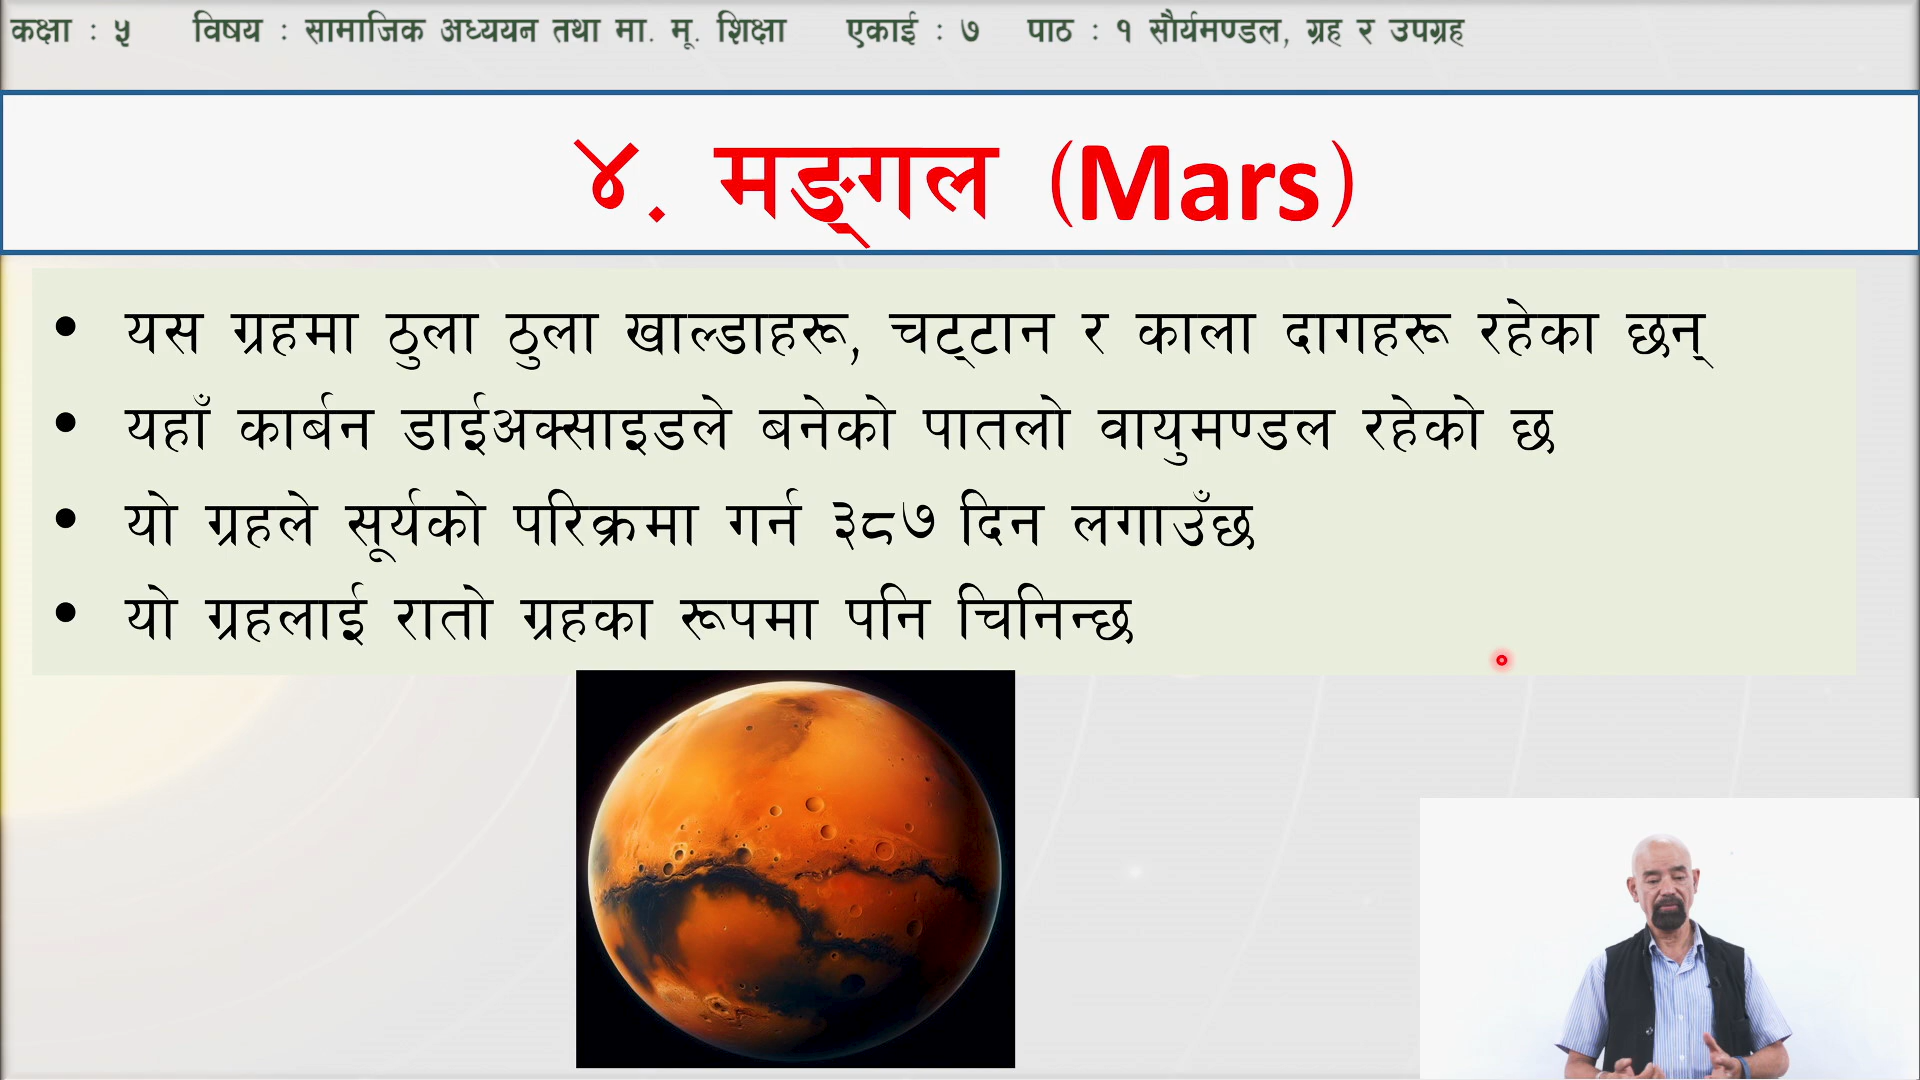 कक्षा : ५ विषय : सामाजिक अध्ययन तथा मा. मू. शिक्षा एकाई : ७ पाठ : १ सौर्यमण्डल, ग्रह र उपग्रह
४. मङ्गल (Mars)
• यस ग्रहमा ठुला ठुला खाल्डाहरू, चट्टान र काला दागहरू रहेका छन्
• यहाँ कार्बन डाईअक्साइडले बनेको पातलो वायुमण्डल रहेको छ
• यो ग्रहले सूर्यको परिक्रमा गर्न ३८७ दिन लगाउँछ
• यो ग्रहलाई रातो ग्रहका रूपमा पनि चिनिन्छ